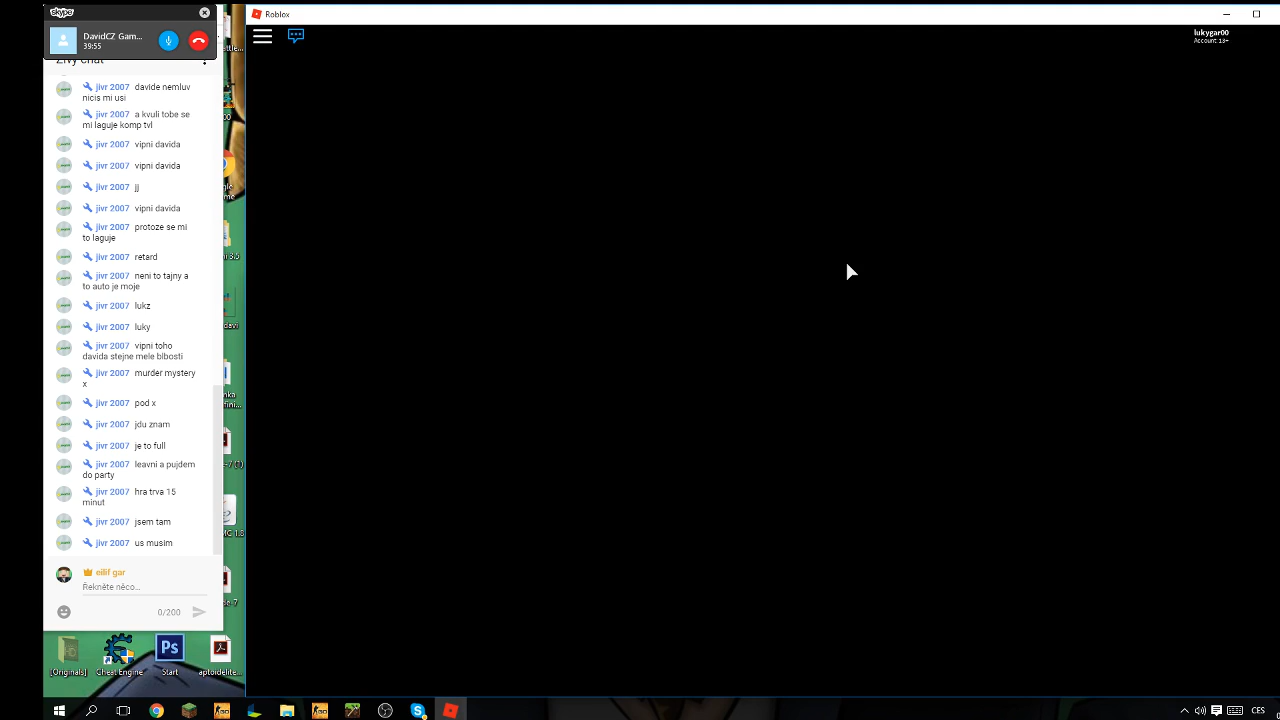 skype
DavidCZ Gam...
39:55
Živý chat
jivr 2007 davide nemluv
nicis mi usi
jivr 2007 a kvuli tobe se
mi laguje komp tvl
jivr 2007 vipni davida
jivr 2007 vipni davida
jivr 2007 jj
jivr 2007 vipni davida
jivr 2007 protoze se mi
to laguje
jivr 2007 retard
jivr 2007 neni to tajny a
to auto je moje
jivr 2007 lukz
jivr 2007 luky
jivr 2007 vipni toho
davida stejne mele blbosti
jivr 2007 murder mystery
x
jivr 2007 pod x
jivr 2007 jdu znam
jivr 2007 je to full
jivr 2007 leavni a pujdem
do party
jivr 2007 hra trva 15
minut
jivr 2007 jsem tam
jivr 2007 us musim
eilif gar
Řekněte něco...
0/200
[Originals]
Cheat Engine
Ps
Start
aptoidelite...
Roblox
lukygar00
Account: 13+
CES